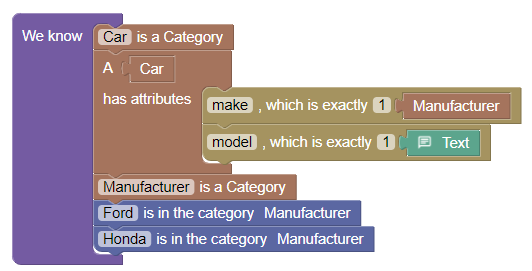 We know Car is a Category
A Car
has attributes
make , which is exactly 1 Manufacturer
model , which is exactly 1 Text
Manufacturer is a Category
Ford is in the category Manufacturer
Honda is in the category Manufacturer